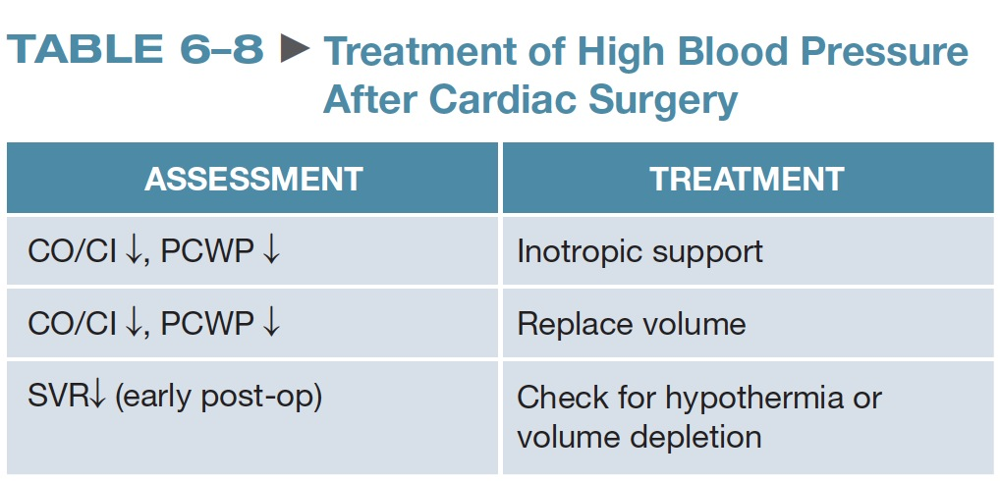 TABLE 6–8 ▶ Treatment of High Blood Pressure
After Cardiac Surgery
ASSESSMENT TREATMENT
CO/CI ↓, PCWP ↓ Inotropic support
CO/CI ↓, PCWP ↓ Replace volume
SVR↓ (early post-op) Check for hypothermia or
volume depletion